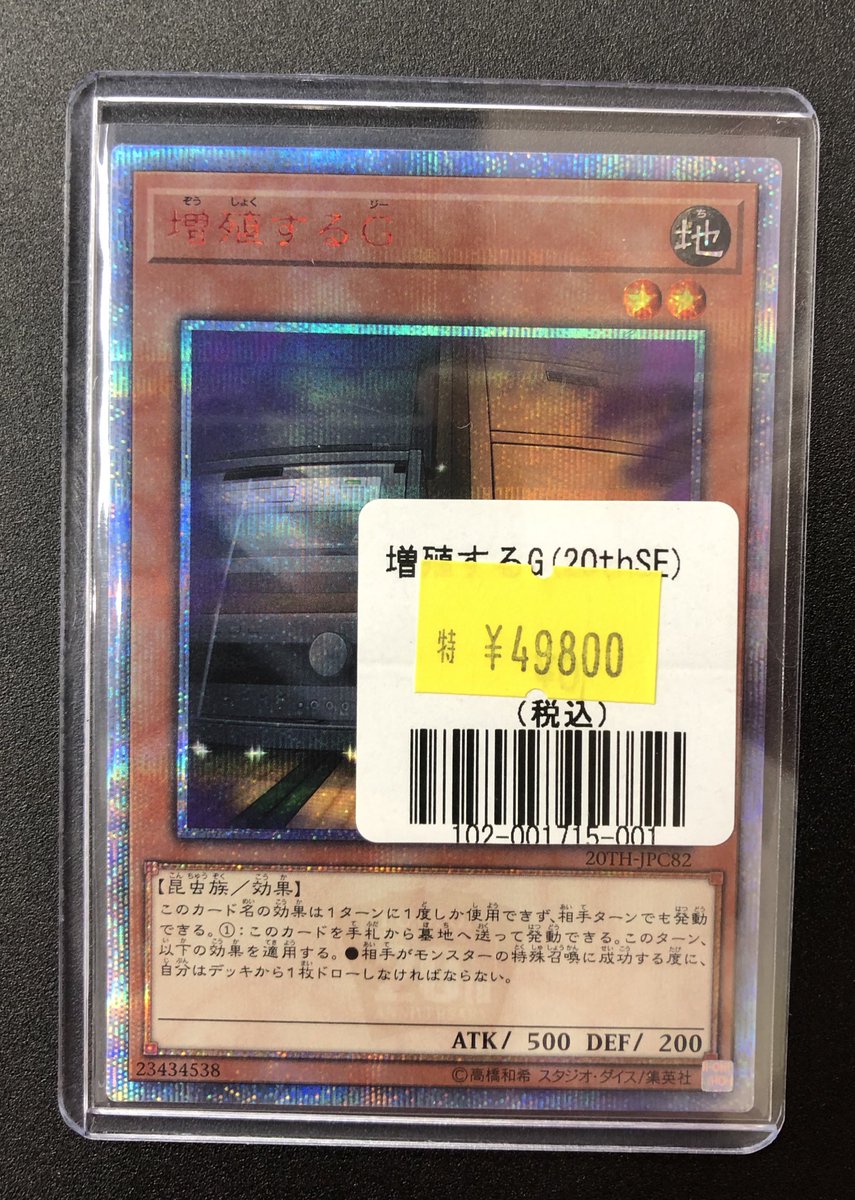 増殖するG
地
増殖するG(20thSE)
特 ¥49800
(税込)
102-001715-001
20TH-JPC82
【昆虫族/効果】
このカード名の効果は1ターンに1度しか使用できず、相手ターンでも発動
できる。①:このカードを手札から墓地へ送って発動できる。このターン、
以下の効果を適用する。●相手がモンスターの特殊召喚に成功する度に、
自分はデッキから1枚ドローしなければならない。
ATK/ 500 DEF/ 200
23434538
©高橋和希 スタジオ・ダイス/集英社